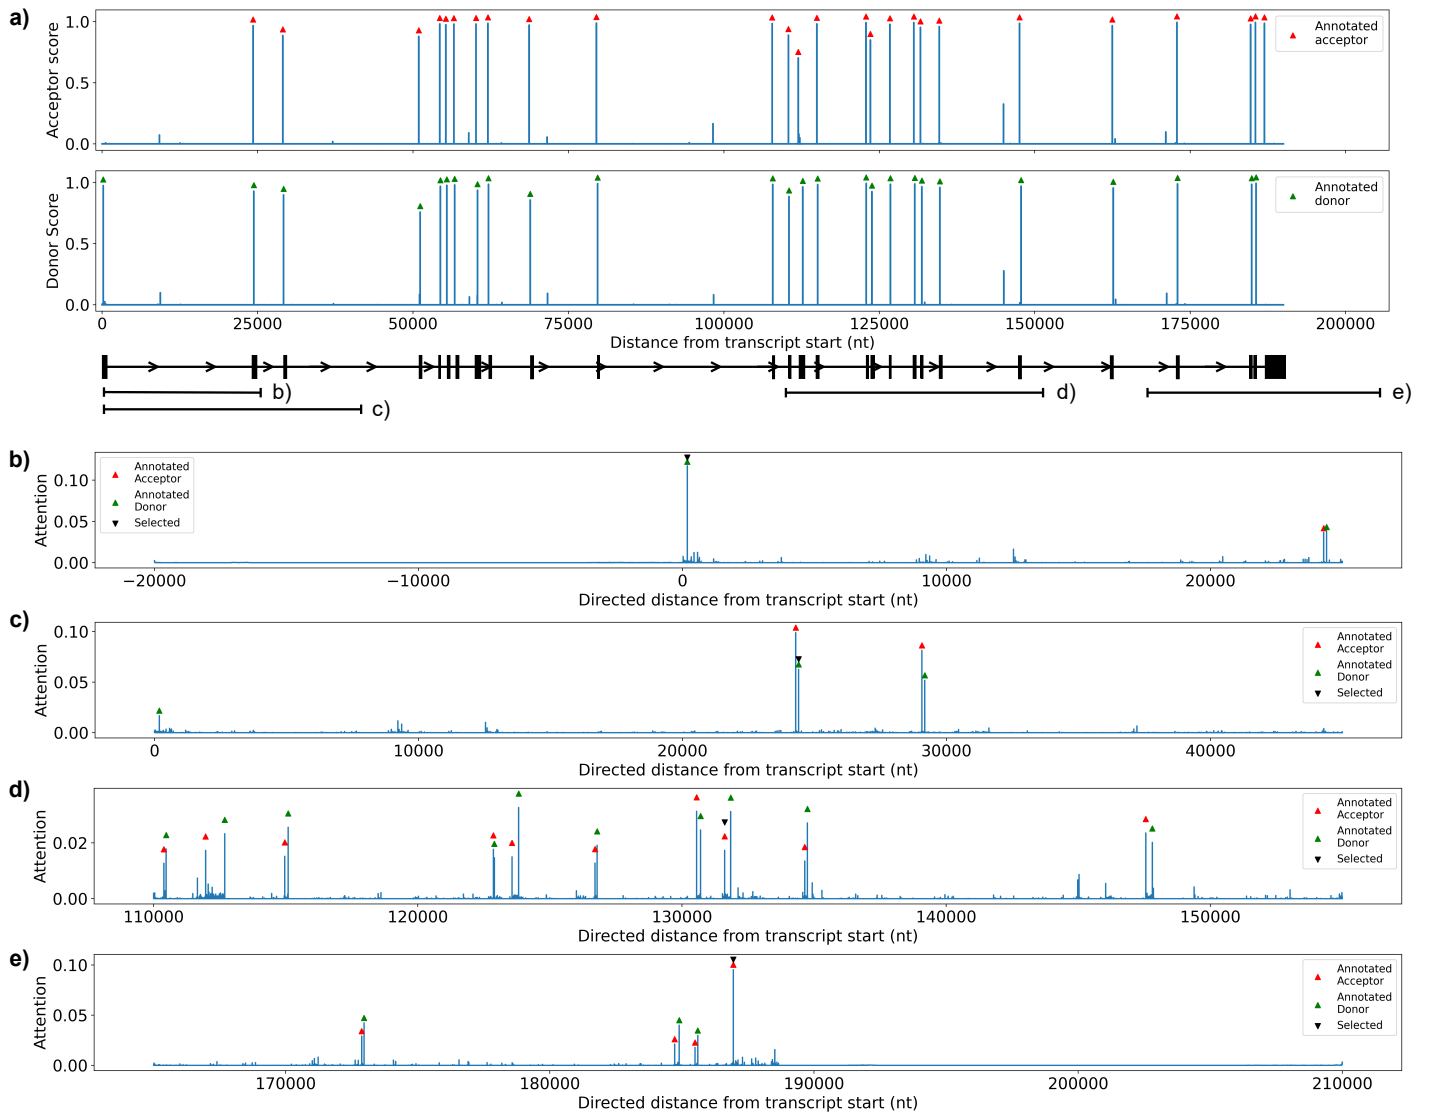 a)
Acceptor score
1.0
0.5
0.0
Annotated
acceptor
Donor Score
1.0
0.5
0.0
Annotated
donor
0 25000 50000 75000 100000 125000 150000 175000 200000
Distance from transcript start (nt)
b)
c)
d)
e)
b)
Attention
0.10
0.05
0.00
Annotated
Acceptor
Annotated
Donor
Selected
−20000 −10000 0 10000 20000
Directed distance from transcript start (nt)
c)
Attention
0.10
0.05
0.00
Annotated
Acceptor
Annotated
Donor
Selected
0 10000 20000 30000 40000
Directed distance from transcript start (nt)
d)
Attention
0.02
0.00
Annotated
Acceptor
Annotated
Donor
Selected
110000 120000 130000 140000 150000
Directed distance from transcript start (nt)
e)
Attention
0.10
0.05
0.00
Annotated
Acceptor
Annotated
Donor
Selected
170000 180000 190000 200000 210000
Directed distance from transcript start (nt)